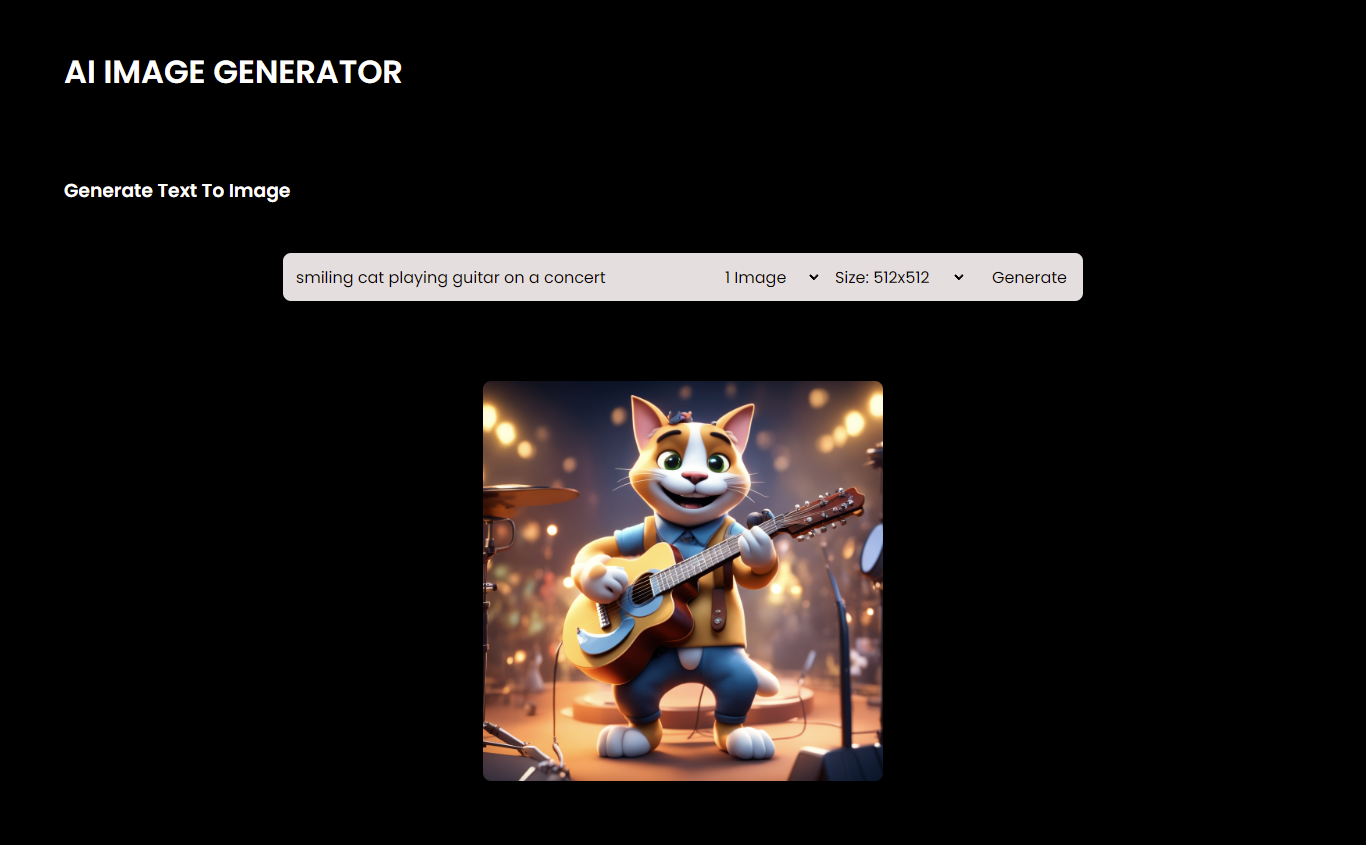 AI IMAGE GENERATOR
Generate Text To Image
smiling cat playing guitar on a concert 1 Image Size: 512x512 Generate